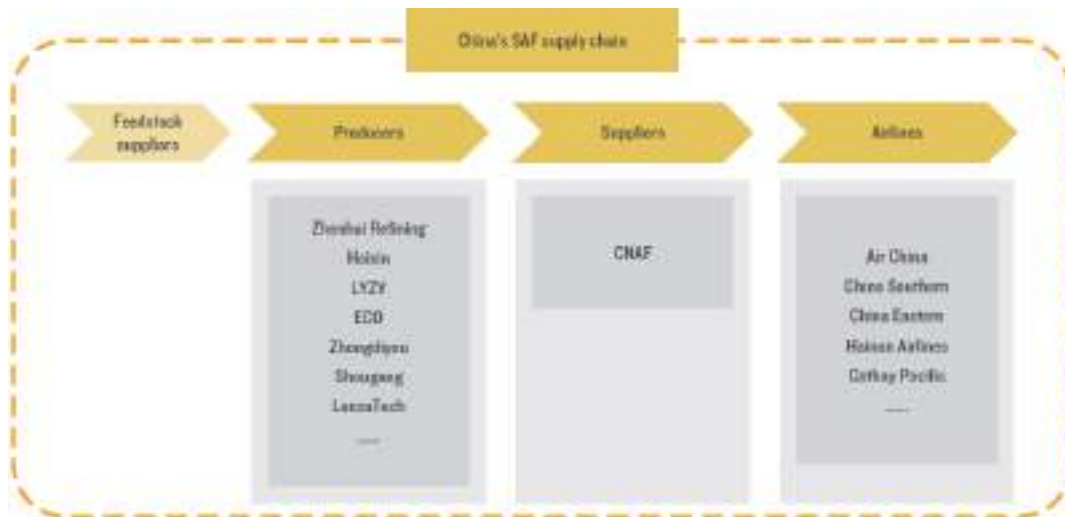 China's SAF supply chain
Feedstock
suppliers
Producers
Suppliers
Airlines
Zhenhai Refining
Haixin
LYZY
ECO
Shougang
LanzaTech
......
CNAF
Air China
China Southern
China Eastern
Hainan Airlines
Cathay Pacific
......